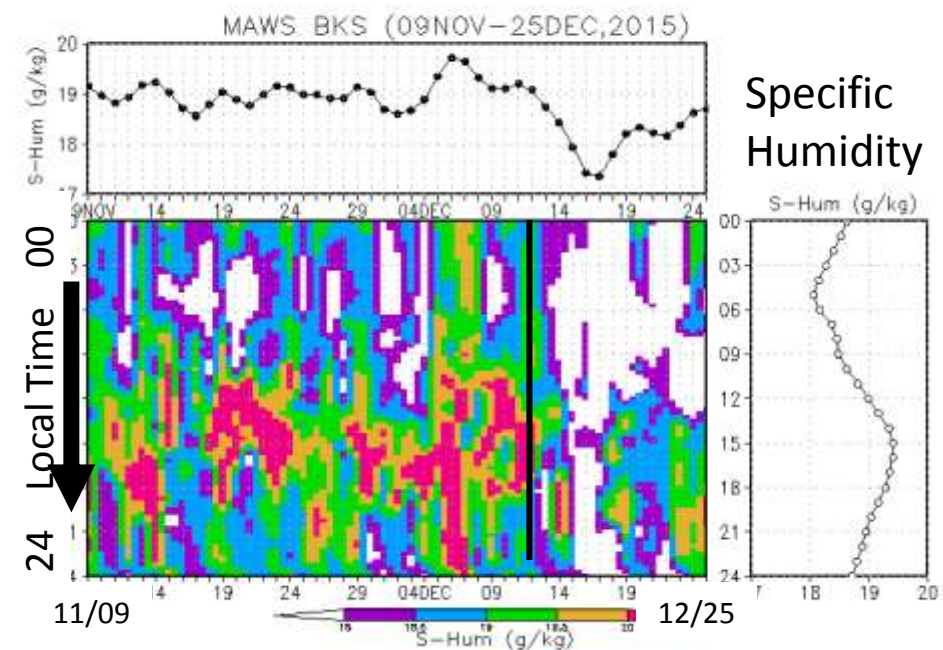 MAWS BKS (09NOV–25DEC,2015)
S-Hum (g/kg)
20
19
18
Specific
Humidity
9NOV 14 19 24 29 04DEC 09 14 19 24
S-Hum (g/kg)
Local Time
00
24
00
03
06
09
12
15
18
21
24
18 19 20
19 24 29 04DEC 09 14 19
11/09
12/25
S-Hum (g/kg)